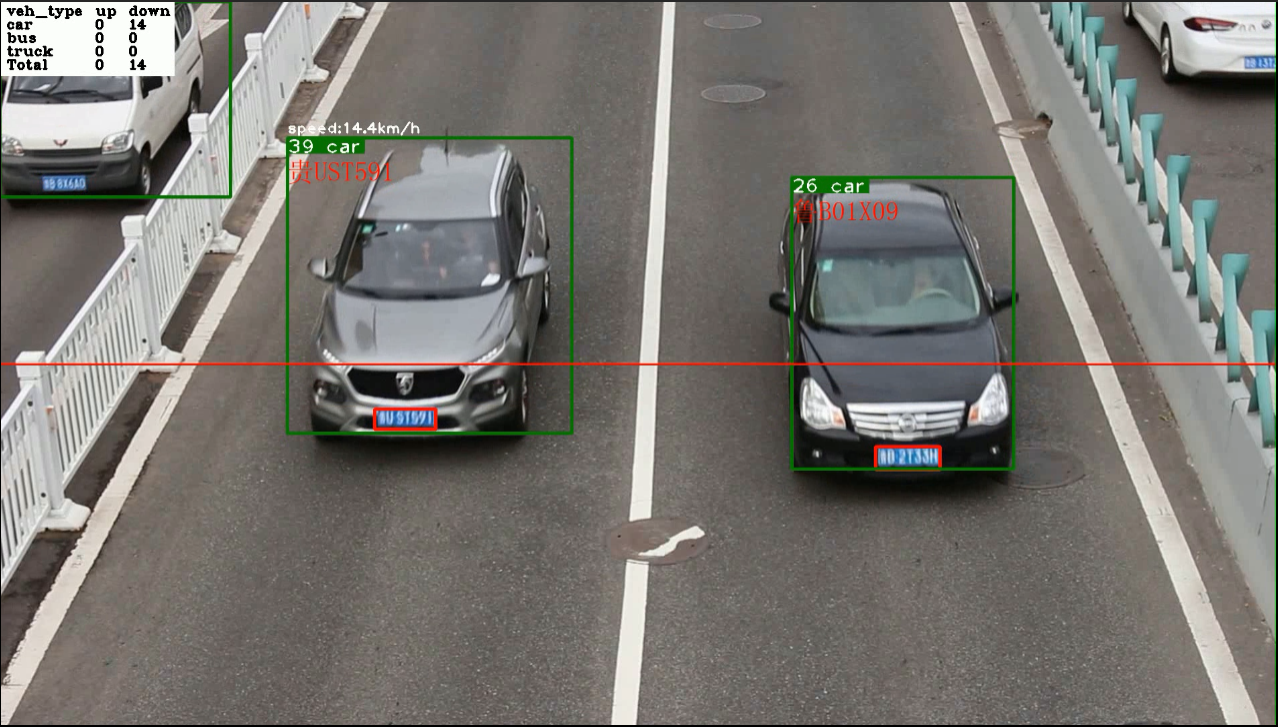 veh_type up down
car 0 14
bus 0 0
truck 0 0
Total 0 14
speed:14.4km/h
39 car
贵UST591
26 car
鲁B01X09